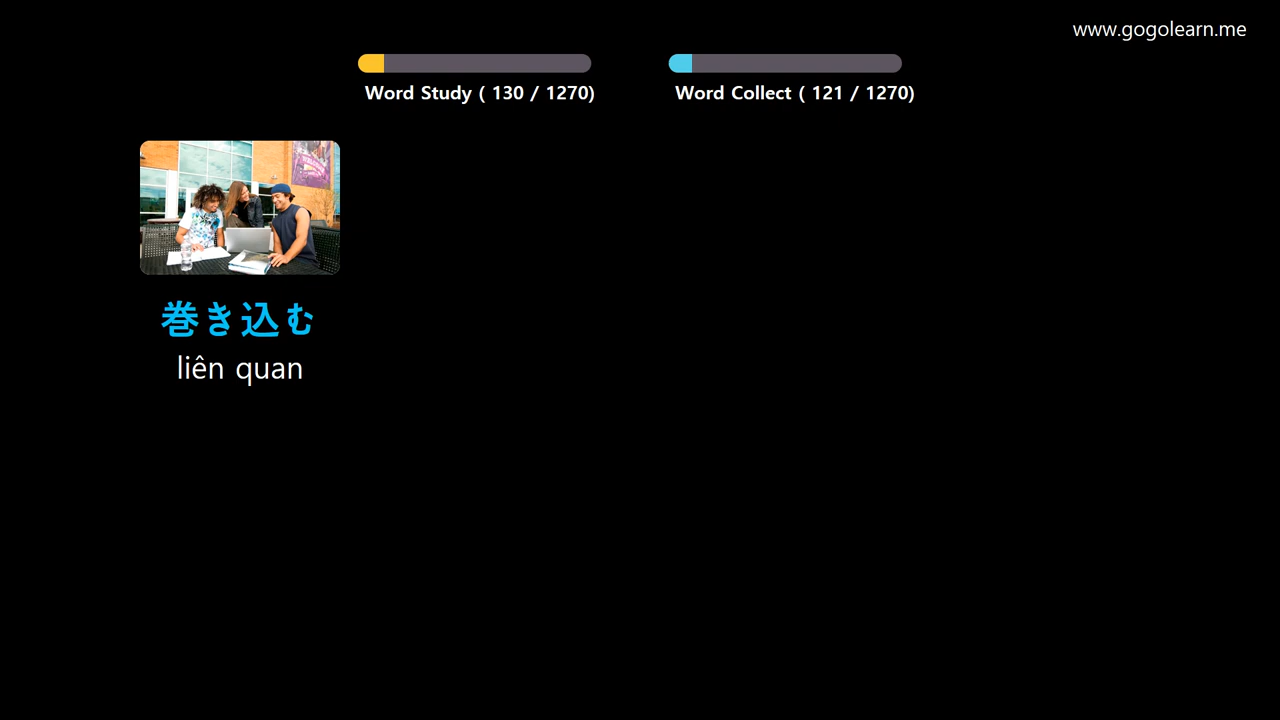 www.gogolearn.me
Word Study ( 130 / 1270)
Word Collect ( 121 / 1270)
巻き込む
liên quan